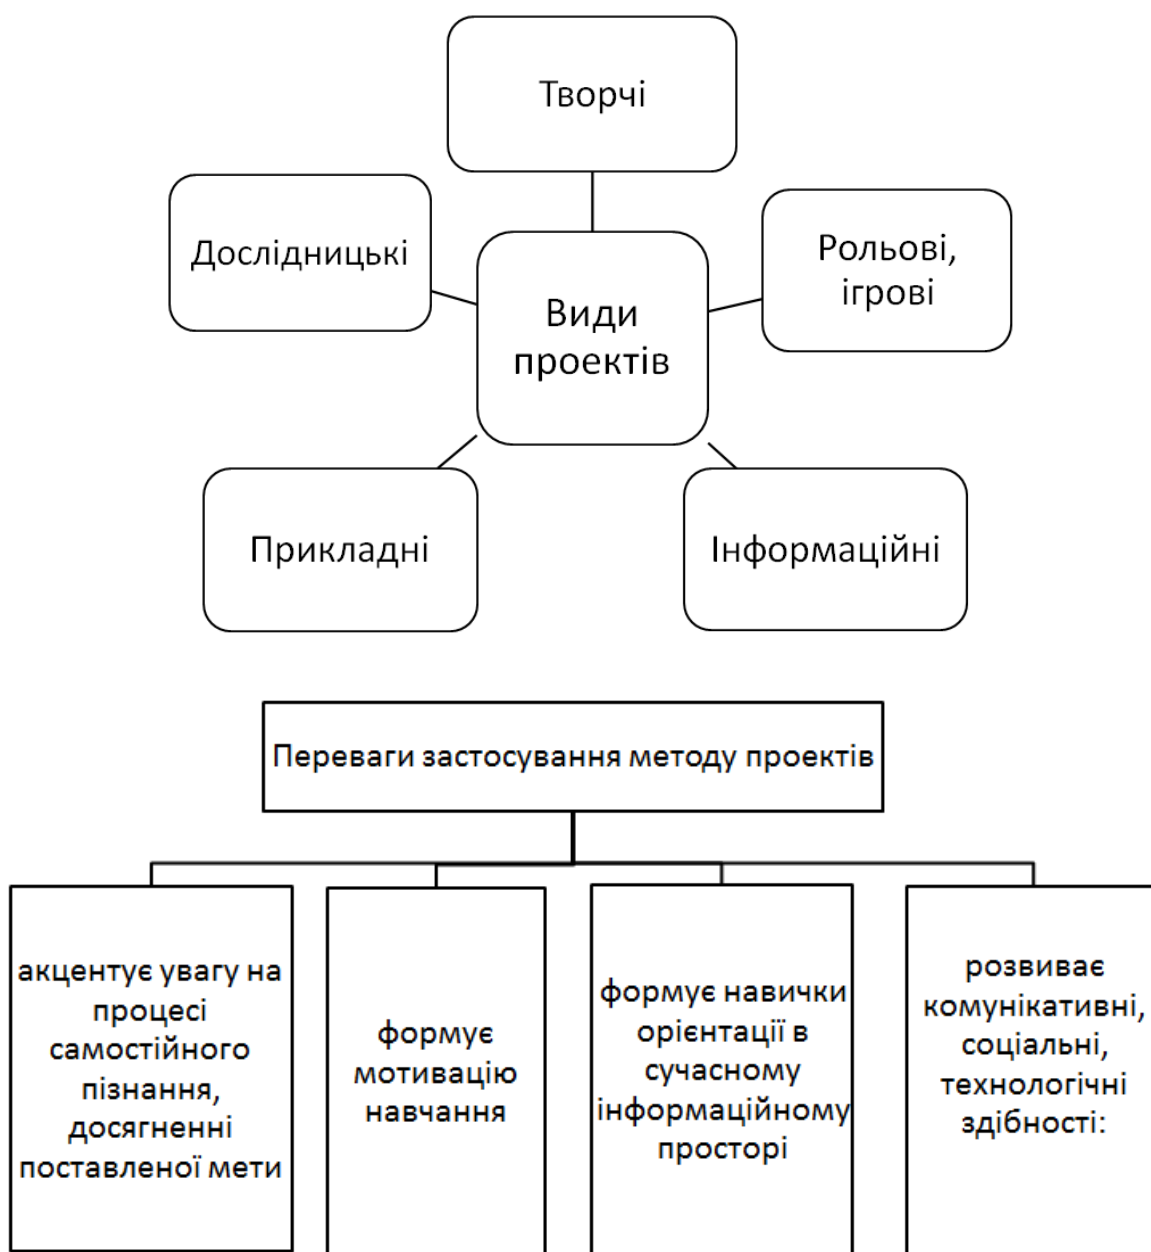 Творчі
Дослідницькі
Рольові,
ігрові
Види
проектів
Прикладні
Інформаційні
Переваги застосування методу проектів
акцентує увагу на
процесі
самостійного
пізнання,
досягненні
поставленої мети
формує
мотивацію
навчання
формує навички
орієнтації в
сучасному
інформаційному
просторі
розвиває
комунікативні,
соціальні,
технологічні
здібності: